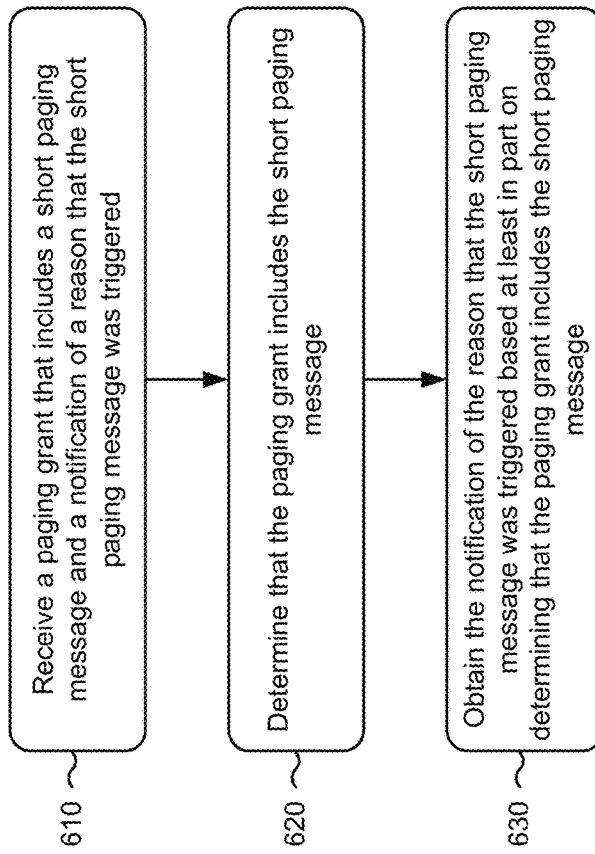 610
Receive a paging grant that includes a short paging
message and a notification of a reason that the short
paging message was triggered
620
Determine that the paging grant includes the short paging
message
630
Obtain the notification of the reason that the short paging
message was triggered based at least in part on
determining that the paging grant includes the short paging
message